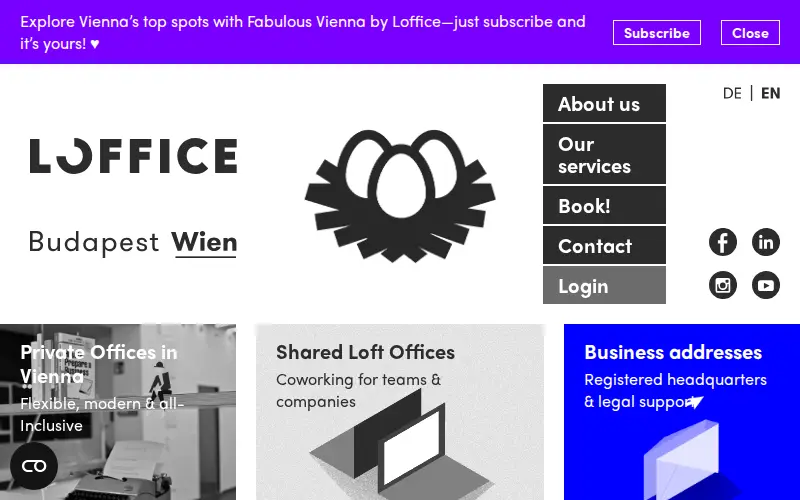 Explore Vienna's top spots with Fabulous Vienna by Loffice—just subscribe and
it's yours! ♥
Subscribe
Close
LOFFICE
Budapest Wien
About us
Our
services
Book!
Contact
Login
DE | EN
Private Offices in
Vienna
Flexible, modern & all-
Inclusive
Shared Loft Offices
Coworking for teams &
companies
Business addresses
Registered headquarters
& legal support